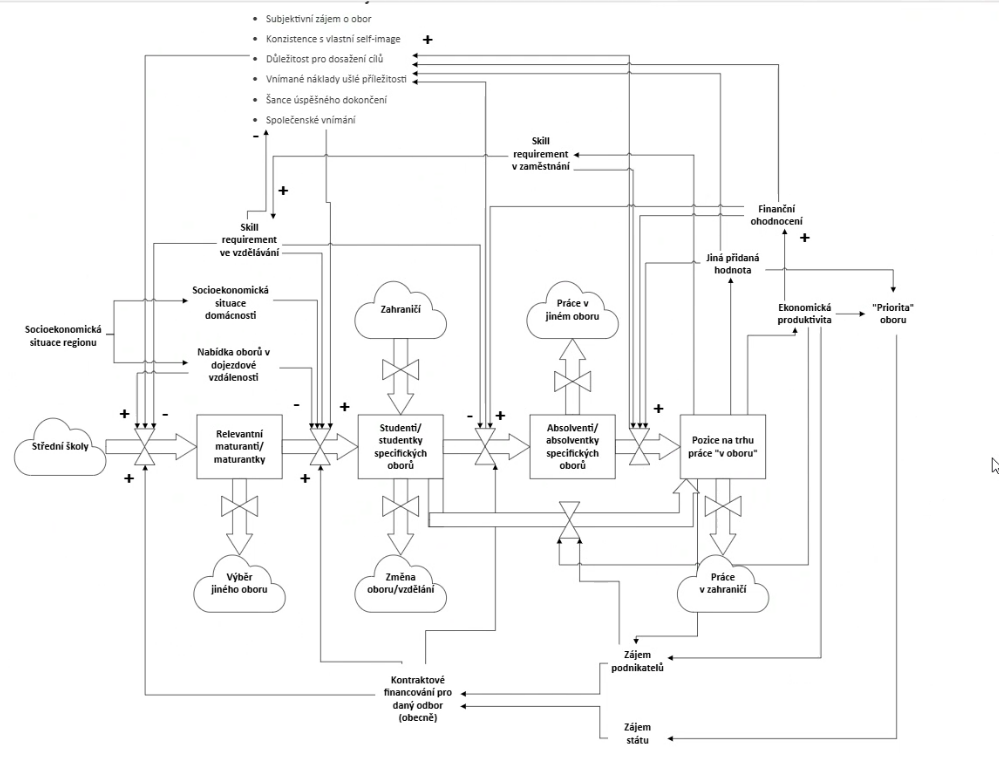 • Subjektivní zájem o obor
• Konzistence s vlastní self-image
+
• Důležitost pro dosažení cílů
• Vnímané náklady ušlé příležitosti
• Šance úspěšného dokončení
• Společenské vnímání
-
Skill
requirement
v zaměstnání
+
Finanční
ohodnocení
+
Skill
requirement
ve vzdělávání
Jiná přidaná
hodnota
Socioekonomická
situace
domácnosti
Zahraničí
Práce v
jiném oboru
Ekonomická
produktivita
"Priorita"
oboru
Socioekonomická
situace regionu
Nabídka oborů v
dojezdové
vzdálenosti
+
-
-
+
-
+
+
Střední školy
Relevantní
maturanti/
maturantky
Studenti/
studentky
specifických
oborů
Absolventi/
absolventky
specifických
oborů
Pozice na trhu
práce "v oboru"
+
+
Výběr
jiného oboru
Změna
oboru/vzdělání
Práce
v zahraničí
Zájem
podnikatelů
Kontraktové
financování pro
daný odbor
(obecně)
Zájem
státu